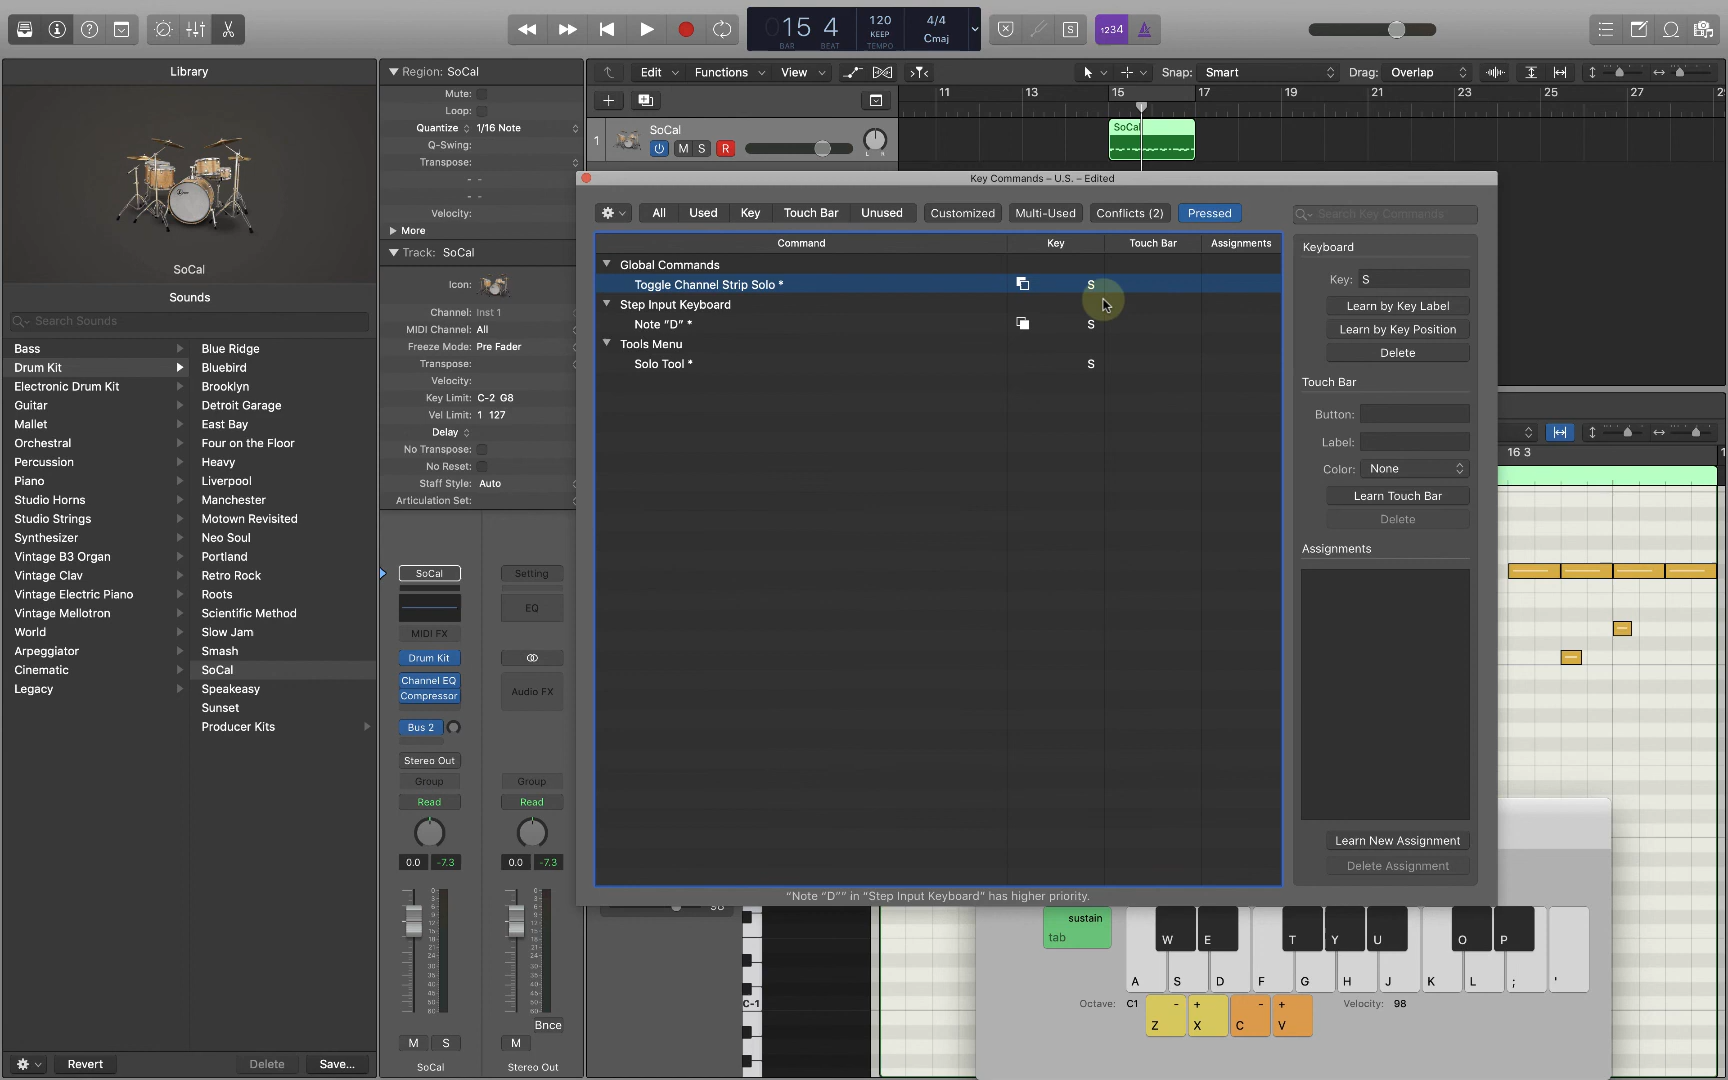 15 4
BAR BEAT
120
KEEP
TEMPO
4/4
Cmaj
S
1234
Library
SoCal
Sounds
Search Sounds
Bass
Drum Kit
Electronic Drum Kit
Guitar
Mallet
Orchestral
Percussion
Piano
Studio Horns
Studio Strings
Synthesizer
Vintage B3 Organ
Vintage Clav
Vintage Electric Piano
Vintage Mellotron
World
Arpeggiator
Cinematic
Legacy
Blue Ridge
Bluebird
Brooklyn
Detroit Garage
East Bay
Four on the Floor
Heavy
Liverpool
Manchester
Motown Revisited
Neo Soul
Portland
Retro Rock
Roots
Scientific Method
Slow Jam
Smash
SoCal
Speakeasy
Sunset
Producer Kits
Revert
Delete
Save...
Region: SoCal
Mute:
Loop:
Quantize 1/16 Note
Q-Swing:
Transpose:
- -
- -
Velocity:
More
Track: SoCal
Icon:
Channel: Inst 1
MIDI Channel: All
Freeze Mode: Pre Fader
Transpose:
Velocity:
Key Limit: C-2 G8
Vel Limit: 1 127
Delay
No Transpose:
No Reset:
Staff Style: Auto
Articulation Set:
SoCal
Setting
EQ
MIDI FX
Drum Kit
Channel EQ
Compressor
Audio FX
Bus 2
Stereo Out
Group
Group
Read
Read
0.0 -7.3
0.0 -7.3
Bnce
M S
M
SoCal
Stereo Out
Edit
Functions
View
Snap: Smart
Drag: Overlap
11 13 15 17 19 21 23 25 27
1
SoCal
M S R
L R
SoCal
Key Commands – U.S. – Edited
All
Used
Key
Touch Bar
Unused
Customized
Multi-Used
Conflicts (2)
Pressed
Search Key Commands
Command
Key
Touch Bar
Assignments
Global Commands
Toggle Channel Strip Solo * S
Step Input Keyboard
Note “D” * S
Tools Menu
Solo Tool * S
“Note “D”” in “Step Input Keyboard” has higher priority.
Keyboard
Key: S
Learn by Key Label
Learn by Key Position
Delete
Touch Bar
Button:
Label:
Color: None
Learn Touch Bar
Delete
Assignments
Learn New Assignment
Delete Assignment
16 3
98
C-1
sustain
tab
W E T Y U O P
A S D F G H J K L ; '
Octave: C1
Z - + X
C - + V
Velocity: 98